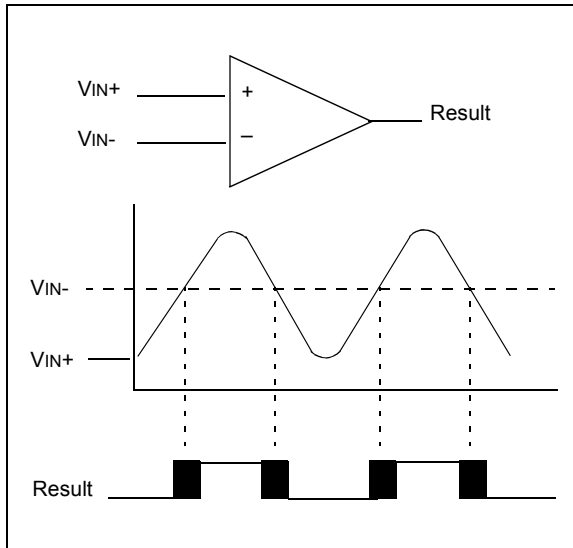 VIN+
+
Result
VIN-
–
VIN-
VIN+
Result